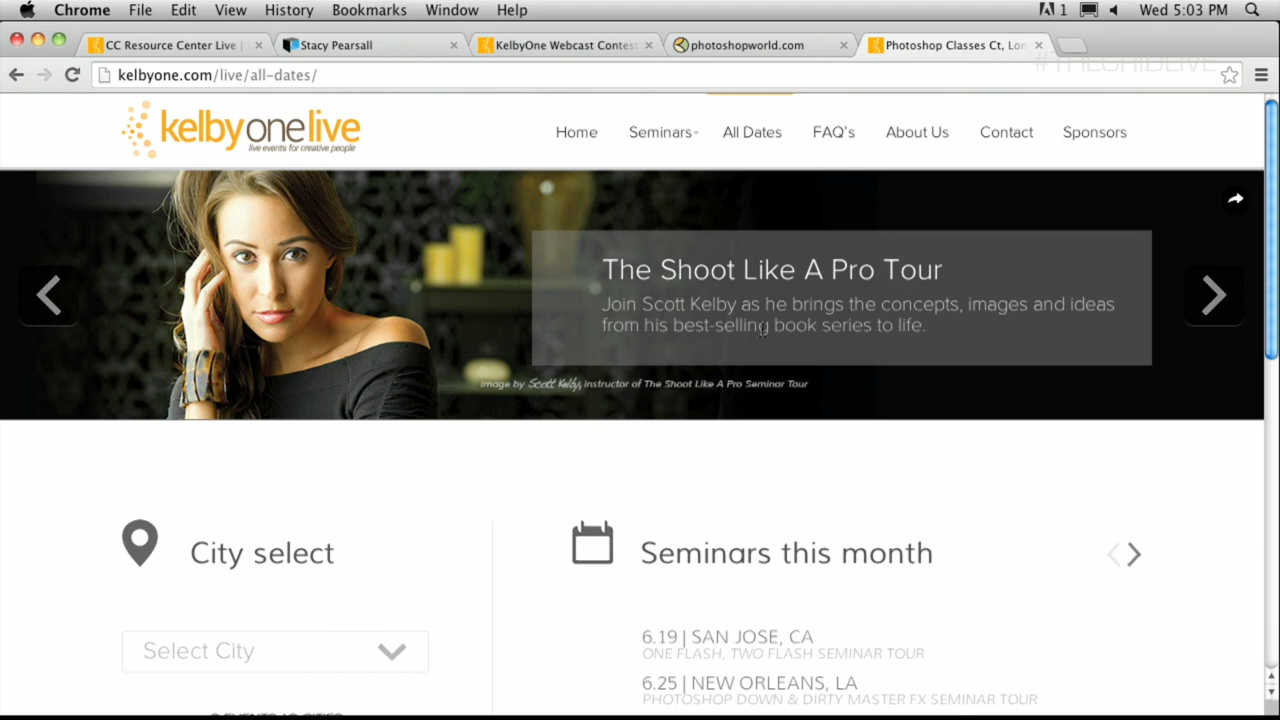 Chrome File Edit View History Bookmarks Window Help 1 Wed 5:03 PM
CC Resource Center Live | Stacy Pearsall KelbyOne Webcast Contest photoshopworld.com Photoshop Classes Ct, Lon
#THEGRIDLIVE
kelbyone.com/live/all-dates/
kelbyonelive
live events for creative people
Home Seminars All Dates FAQ's About Us Contact Sponsors
The Shoot Like A Pro Tour
Join Scott Kelby as he brings the concepts, images and ideas
from his best-selling book series to life.
image by Scott Kelby, instructor of The Shoot Like A Pro Seminar Tour
City select
Seminars this month
Select City
6.19 | SAN JOSE, CA
ONE FLASH, TWO FLASH SEMINAR TOUR
6.25 | NEW ORLEANS, LA
PHOTOSHOP DOWN & DIRTY MASTER FX SEMINAR TOUR